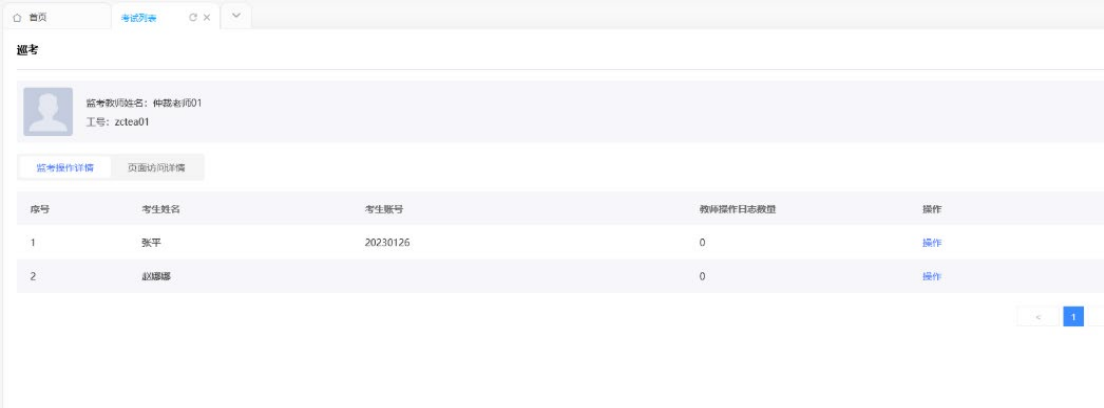 首页 考试列表
巡考
监考教师姓名：仲裁老师01
工号：zctea01
监考操作详情 页面访问详情
序号 考生姓名 考生账号 教师操作日志数量 操作
1 张平 20230126 0 操作
2 赵娜娜 0 操作
< 1